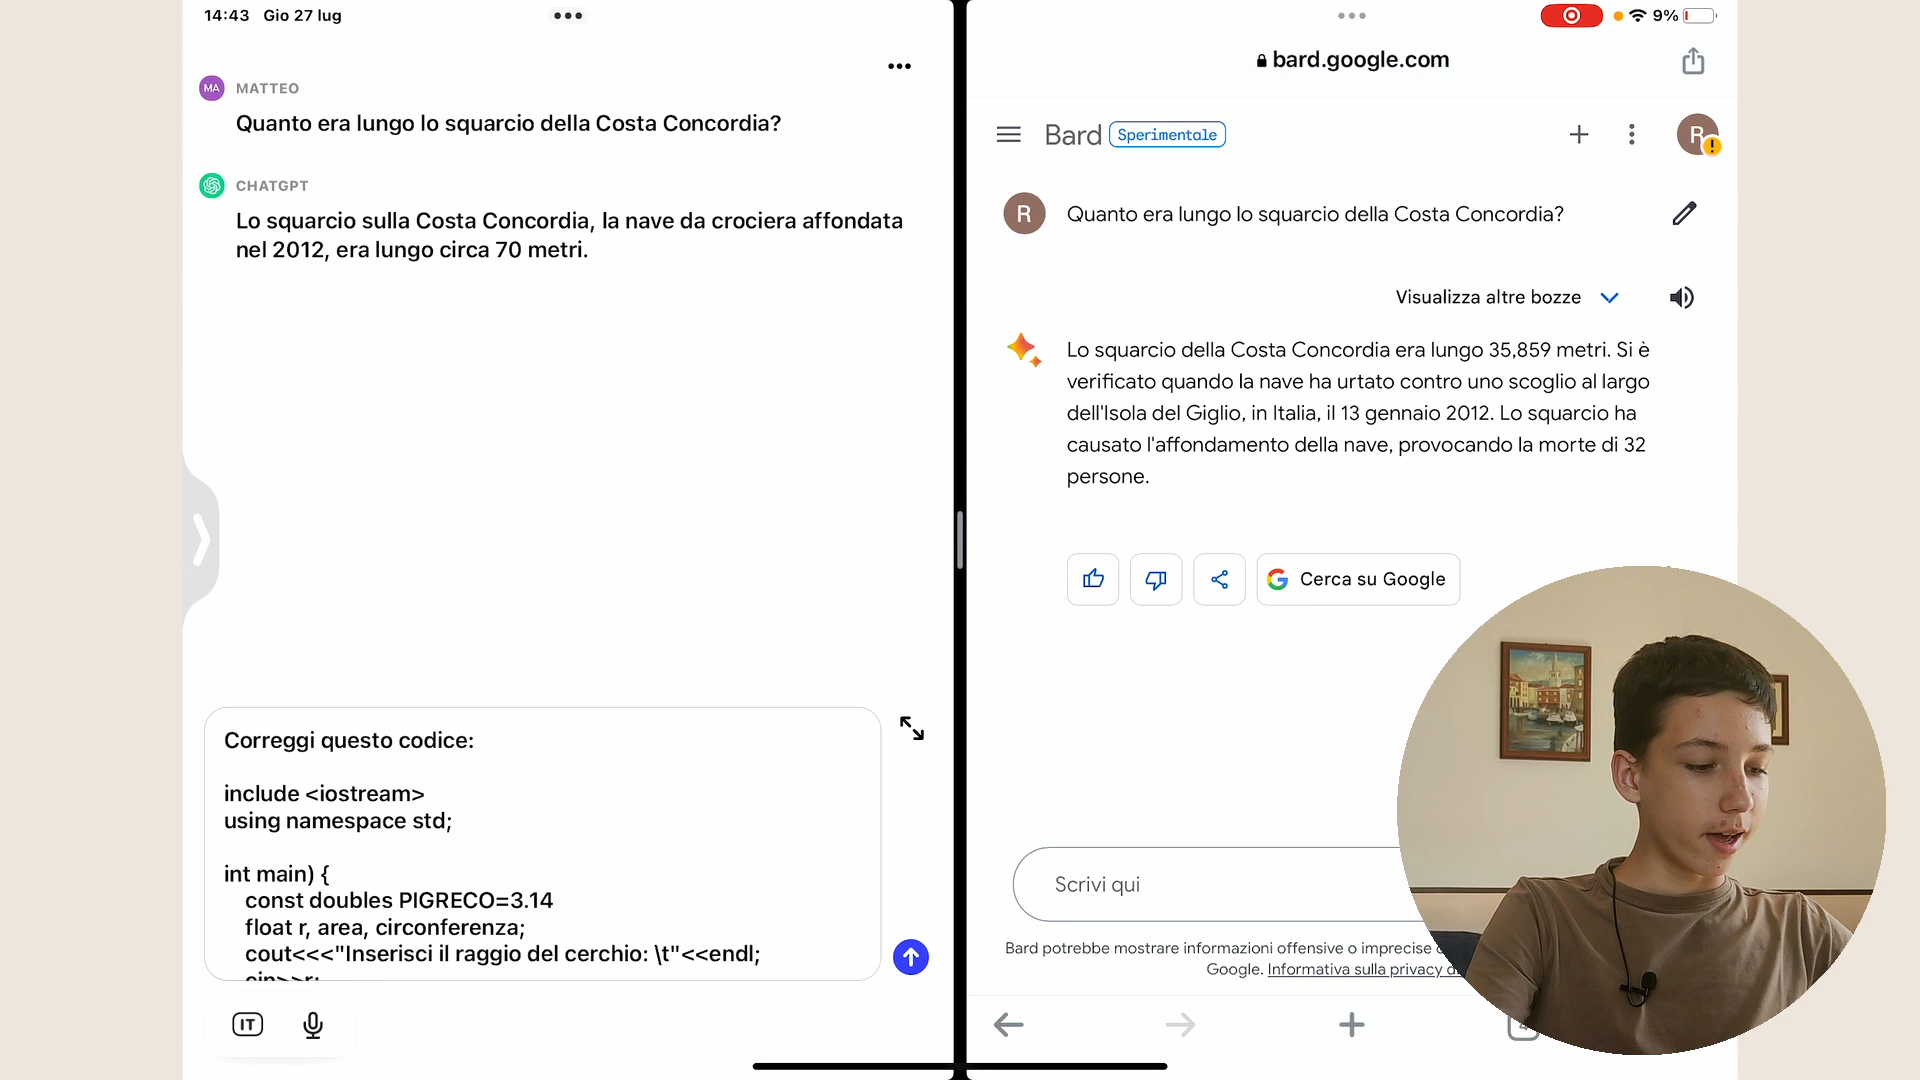 14:43 Gio 27 lug
MA MATTEO
Quanto era lungo lo squarcio della Costa Concordia?
CHATGPT
Lo squarcio sulla Costa Concordia, la nave da crociera affondata
nel 2012, era lungo circa 70 metri.
Correggi questo codice:
include <iostream>
using namespace std;
int main) {
const doubles PIGRECO=3.14
float r, area, circonferenza;
cout<<<"Inserisci il raggio del cerchio: \t"<<endl;
cin>>r;
IT
9%
bard.google.com
Bard Sperimentale
R
R Quanto era lungo lo squarcio della Costa Concordia?
Visualizza altre bozze
Lo squarcio della Costa Concordia era lungo 35,859 metri. Si è
verificato quando la nave ha urtato contro uno scoglio al largo
dell'Isola del Giglio, in Italia, il 13 gennaio 2012. Lo squarcio ha
causato l'affondamento della nave, provocando la morte di 32
persone.
Cerca su Google
Scrivi qui
Bard potrebbe mostrare informazioni offensive o imprecise
Google. Informativa sulla privacy